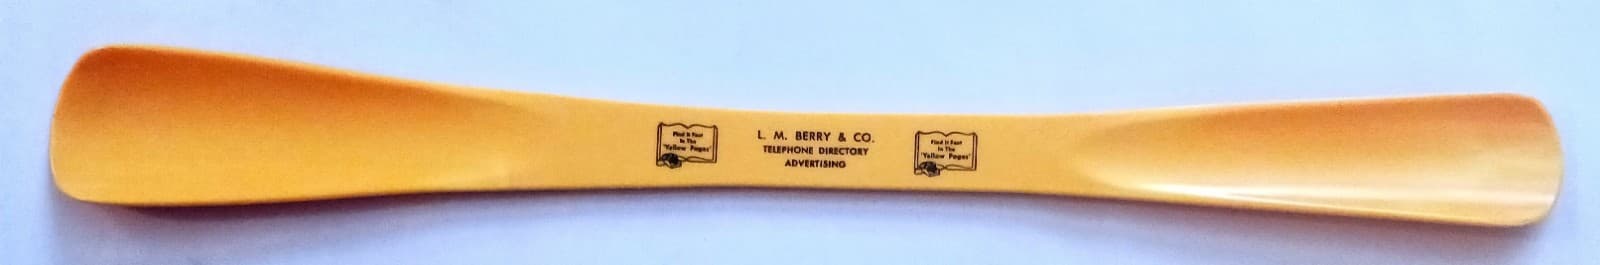 Find It Fast
In The
'Yellow Pages'
L. M. BERRY & CO.
TELEPHONE DIRECTORY
ADVERTISING
Find It Fast
In The
'Yellow Pages'